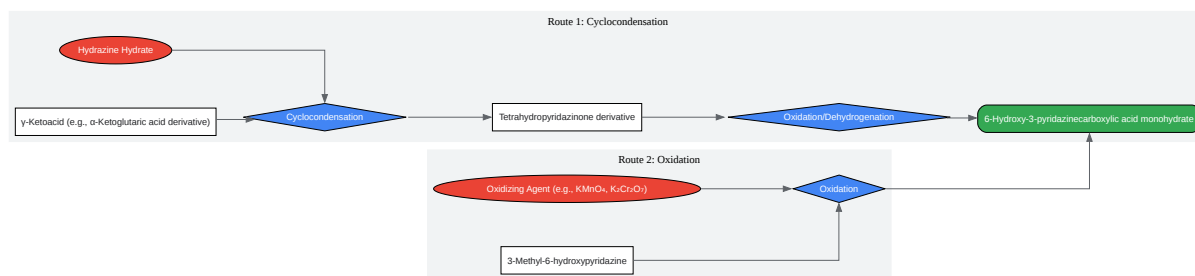 Route 1: Cyclocondensation
Hydrazine Hydrate
γ-Ketoacid (e.g., α-Ketoglutaric acid derivative)
Cyclocondensation
Tetrahydropyridazinone derivative
Oxidation/Dehydrogenation
6-Hydroxy-3-pyridazinecarboxylic acid monohydrate
Route 2: Oxidation
Oxidizing Agent (e.g., KMnO₄, K₂Cr₂O₇)
Oxidation
3-Methyl-6-hydroxypyridazine